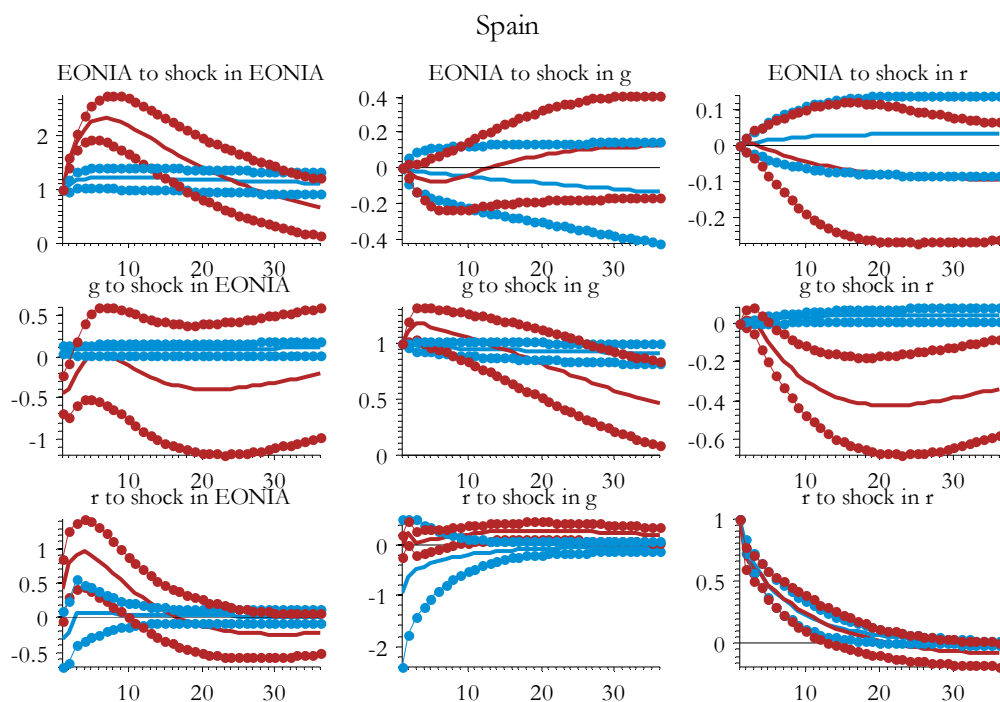 Spain
EONIA to shock in EONIA
EONIA to shock in g
EONIA to shock in r
2
1
0
10 20 30
0.4
0.2
0
-0.2
-0.4
10 20 30
0.1
0
-0.1
-0.2
10 20 30
g to shock in EONIA
g to shock in g
g to shock in r
0.5
0
-0.5
-1
10 20 30
1
0.5
0
10 20 30
0
-0.2
-0.4
-0.6
10 20 30
r to shock in EONIA
r to shock in g
r to shock in r
1
0.5
0
-0.5
10 20 30
0
-1
-2
10 20 30
1
0.5
0
10 20 30